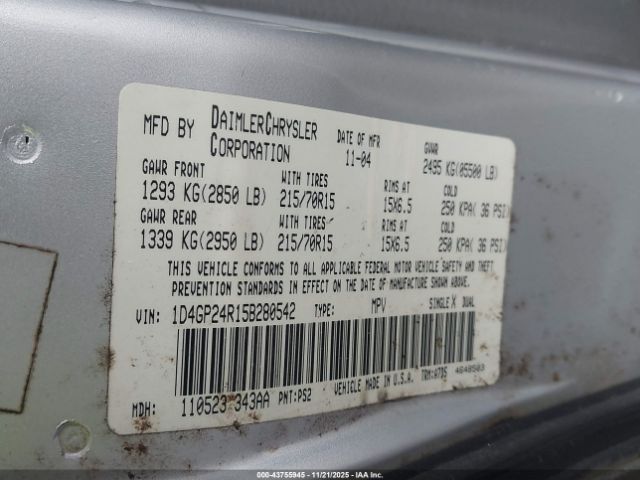 MFD BY DAIMLERCHRYSLER CORPORATION DATE OF MFR 11-04 GVWR 2495 KG(05500 LB)
GAWR FRONT WITH TIRES RIMS AT COLD
1293 KG(2850 LB) 215/70R15 15X6.5 250 KPA( 36 PSI)
GAWR REAR WITH TIRES RIMS AT COLD
1339 KG(2950 LB) 215/70R15 15X6.5 250 KPA( 36 PSI)
THIS VEHICLE CONFORMS TO ALL APPLICABLE FEDERAL MOTOR VEHICLE SAFETY AND THEFT
PREVENTION STANDARDS IN EFFECT ON THE DATE OF MANUFACTURE SHOWN ABOVE.
VIN: 1D4GP24R15B280542 TYPE: MPV SINGLE X DUAL
MDH: 110523 343AA PNT:PS2 VEHICLE MADE IN U.S.A. TRM:A7D5 4648503
000-43755945 - 11/21/2025 - IAA Inc.